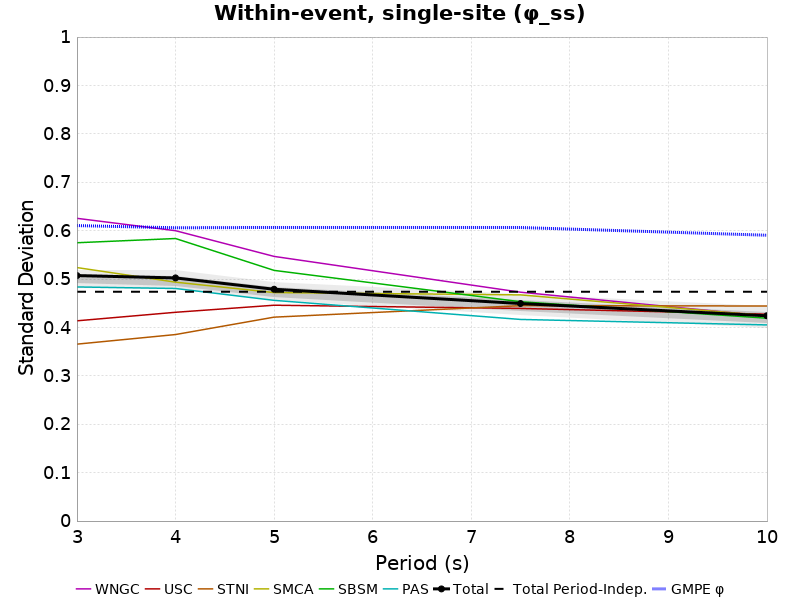 Within-event, single-site (φ_ss)
1
0.9
0.8
0.7
0.6
0.5
0.4
0.3
0.2
0.1
0
Standard Deviation
3 4 5 6 7 8 9 10
Period (s)
WNGC USC STNI SMCA SBSM PAS Total Total Period-Indep. GMPE φ